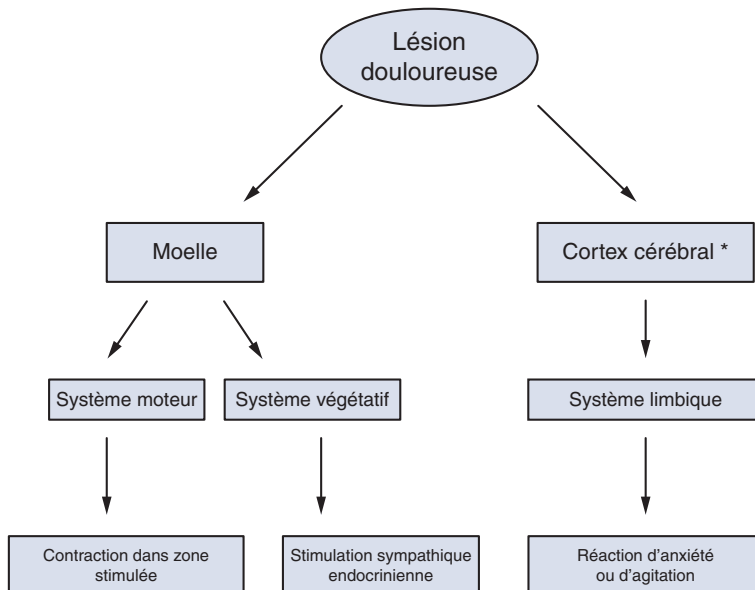 Lésion
douloureuse
Moelle
Cortex cérébral *
Système moteur
Système végétatif
Système limbique
Contraction dans zone
stimulée
Stimulation sympathique
endocrinienne
Réaction d’anxiété
ou d’agitation